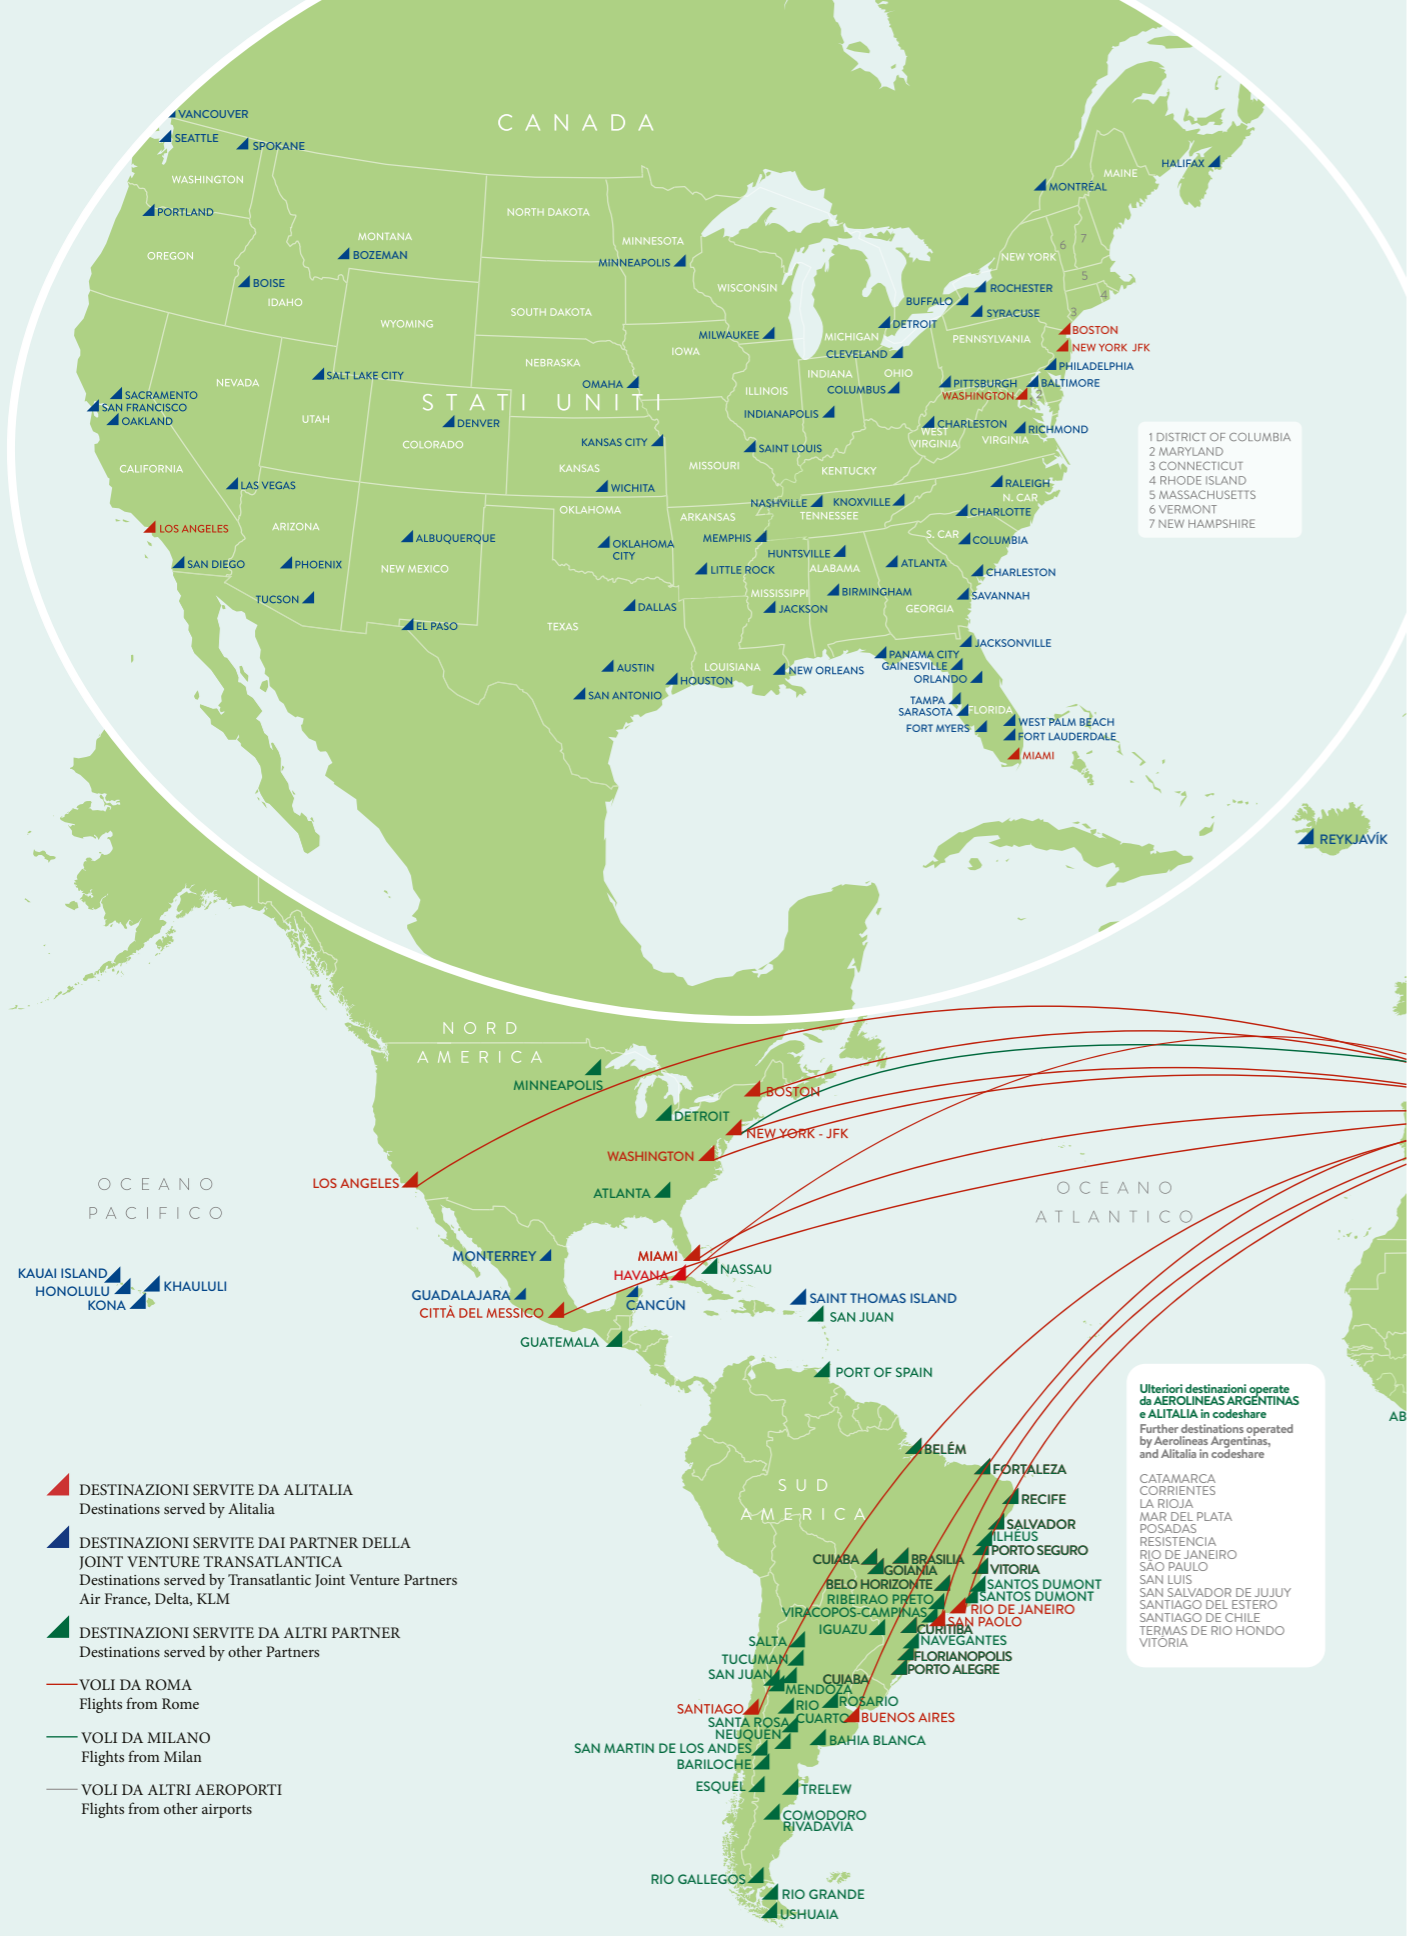 CANADA
VANCOUVER
SEATTLE
SPOKANE
WASHINGTON
PORTLAND
OREGON
MONTANA
BOZEMAN
BOISE
IDAHO
NORTH DAKOTA
MINNESOTA
MINNEAPOLIS
WISCONSIN
SOUTH DAKOTA
WYOMING
HALIFAX
MAINE
MONTRÉAL
7
6
NEW YORK
5
4
3
ROCHESTER
BUFFALO
SYRACUSE
DETROIT
MICHIGAN
MILWAUKEE
PENNSYLVANIA
BOSTON
NEW YORK JFK
CLEVELAND
IOWA
NEBRASKA
PHILADELPHIA
INDIANA
OHIO
SALT LAKE CITY
NEVADA
OMAHA
ILLINOIS
COLUMBUS
PITTSBURGH
BALTIMORE
WASHINGTON
2
1
SACRAMENTO
SAN FRANCISCO
OAKLAND
STATI UNITI
UTAH
DENVER
COLORADO
INDIANAPOLIS
CHARLESTON
WEST
VIRGINIA
RICHMOND
VIRGINIA
KANSAS CITY
SAINT LOUIS
CALIFORNIA
KANSAS
MISSOURI
KENTUCKY
LAS VEGAS
WICHITA
RALEIGH
N. CAR
NASHVILLE
KNOXVILLE
OKLAHOMA
ARKANSAS
TENNESSEE
CHARLOTTE
LOS ANGELES
ARIZONA
ALBUQUERQUE
OKLAHOMA
CITY
MEMPHIS
S. CAR
COLUMBIA
HUNTSVILLE
SAN DIEGO
PHOENIX
NEW MEXICO
LITTLE ROCK
ALABAMA
ATLANTA
CHARLESTON
TUCSON
MISSISSIPPI
BIRMINGHAM
SAVANNAH
DALLAS
JACKSON
GEORGIA
EL PASO
TEXAS
JACKSONVILLE
PANAMA CITY
GAINESVILLE
ORLANDO
AUSTIN
LOUISIANA
NEW ORLEANS
HOUSTON
SAN ANTONIO
TAMPA
SARASOTA
FLORIDA
FORT MYERS
WEST PALM BEACH
FORT LAUDERDALE
MIAMI
1 DISTRICT OF COLUMBIA
2 MARYLAND
3 CONNECTICUT
4 RHODE ISLAND
5 MASSACHUSETTS
6 VERMONT
7 NEW HAMPSHIRE
REYKJAVÍK
NORD
AMERICA
MINNEAPOLIS
BOSTON
DETROIT
NEW YORK - JFK
WASHINGTON
LOS ANGELES
ATLANTA
OCEANO
PACIFICO
OCEANO
ATLANTICO
MONTERREY
MIAMI
NASSAU
HAVANA
KAUAI ISLAND
HONOLULU
KHAULULI
KONA
GUADALAJARA
CITTÀ DEL MESSICO
CANCÚN
SAINT THOMAS ISLAND
SAN JUAN
GUATEMALA
PORT OF SPAIN
BELÉM
FORTALEZA
SUD
AMERICA
RECIFE
SALVADOR
ILHÉUS
PORTO SEGURO
CUIABA
BRASILIA
GOIANIA
VITORIA
BELO HORIZONTE
SANTOS DUMONT
SANTOS DUMONT
RIBEIRAO PRETO
RIO DE JANEIRO
VIRACOPOS-CAMPINAS
SAN PAOLO
IGUAZU
CURITIBA
NAVEGANTES
SALTA
FLORIANOPOLIS
TUCUMAN
PORTO ALEGRE
SAN JUAN
CUIABA
MENDOZA
SANTIAGO
RIO
CUARTO
ROSARIO
BUENOS AIRES
SANTA ROSA
NEUQUÉN
BAHIA BLANCA
SAN MARTIN DE LOS ANDES
BARILOCHE
ESQUEL
TRELEW
COMODORO
RIVADAVIA
RIO GALLEGOS
RIO GRANDE
USHUAIA
AB
Ulteriori destinazioni operate
da AEROLINEAS ARGENTINAS
e ALITALIA in codeshare
Further destinations operated
by Aerolineas Argentinas,
and Alitalia in codeshare
CATAMARCA
CORRIENTES
LA RIOJA
MAR DEL PLATA
POSADAS
RESISTENCIA
RIO DE JANEIRO
SÃO PAULO
SAN LUIS
SAN SALVADOR DE JUJUY
SANTIAGO DEL ESTERO
SANTIAGO DE CHILE
TERMAS DE RIO HONDO
VITÓRIA
DESTINAZIONI SERVITE DA ALITALIA
Destinations served by Alitalia
DESTINAZIONI SERVITE DAI PARTNER DELLA
JOINT VENTURE TRANSATLANTICA
Destinations served by Transatlantic Joint Venture Partners
Air France, Delta, KLM
DESTINAZIONI SERVITE DA ALTRI PARTNER
Destinations served by other Partners
VOLI DA ROMA
Flights from Rome
VOLI DA MILANO
Flights from Milan
VOLI DA ALTRI AEROPORTI
Flights from other airports